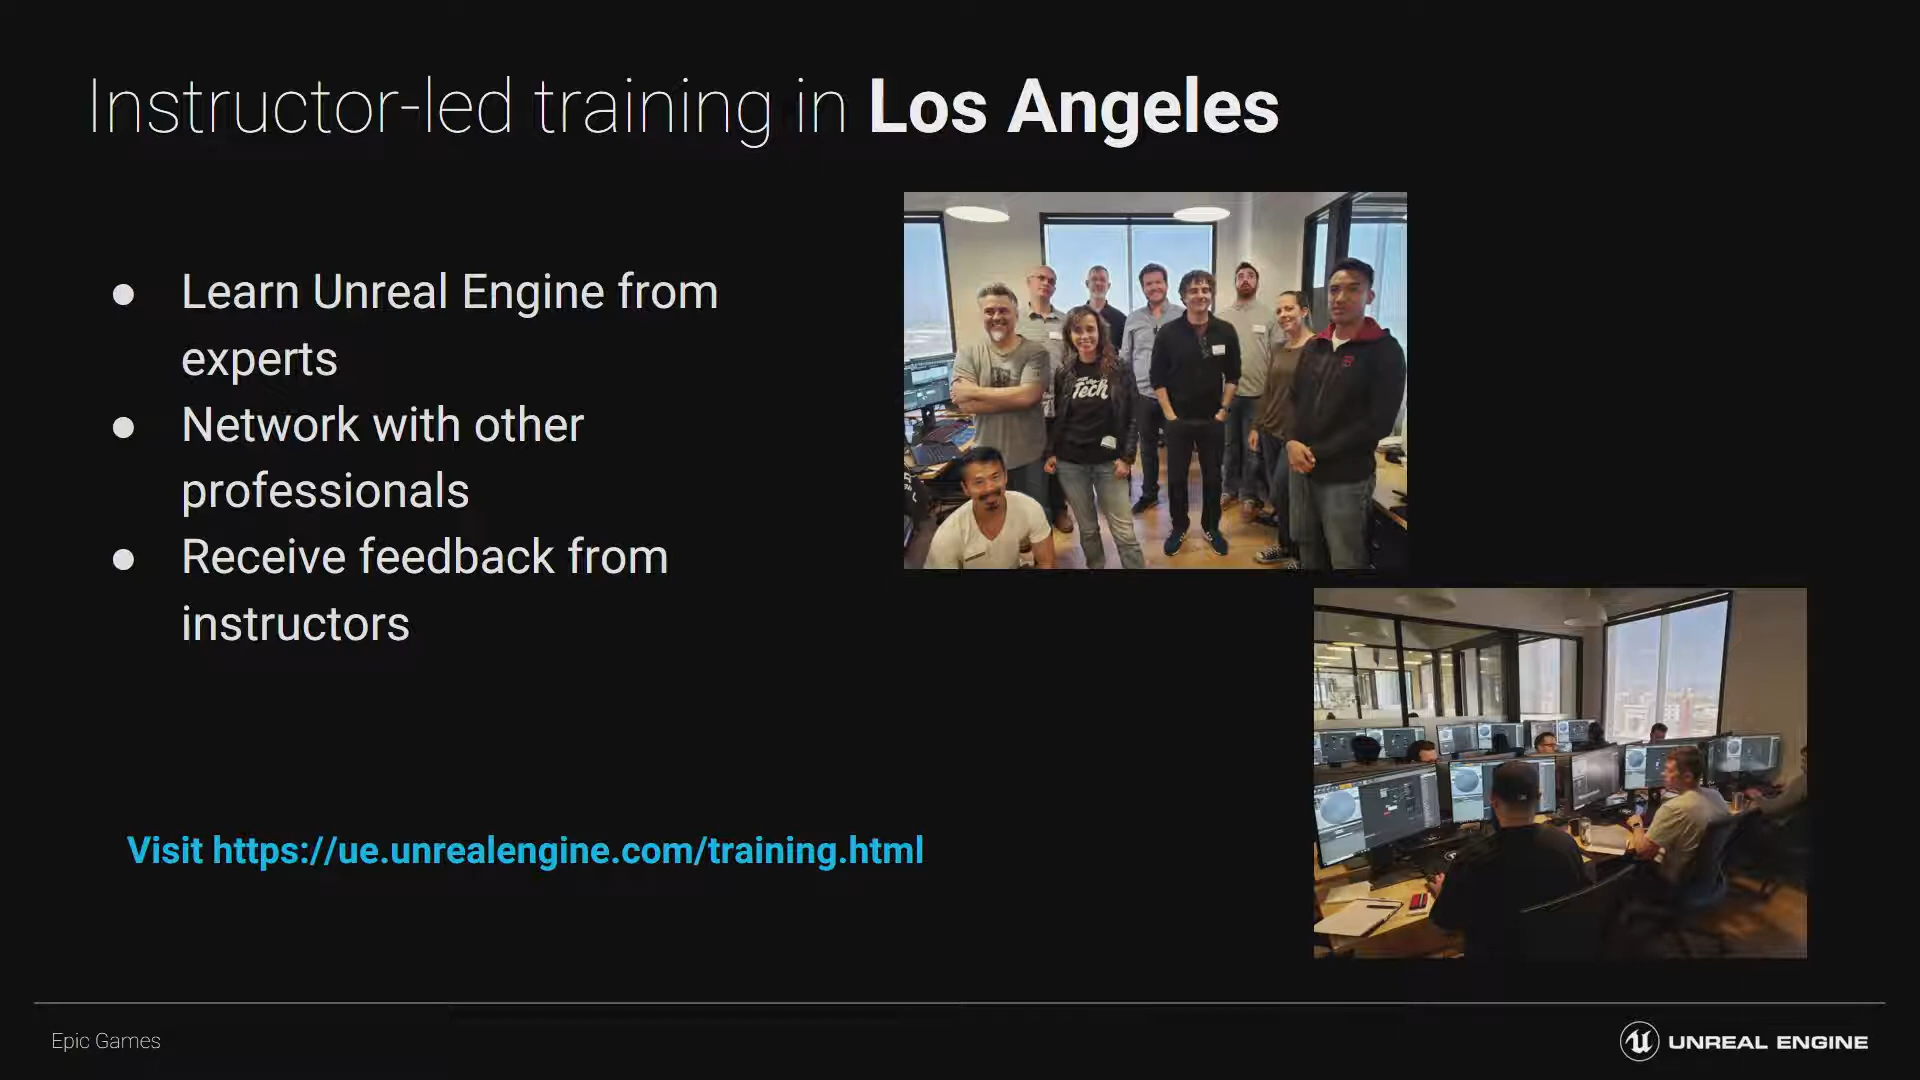 Instructor-led training in Los Angeles
● Learn Unreal Engine from
experts
● Network with other
professionals
● Receive feedback from
instructors
Tech
Visit https://ue.unrealengine.com/training.html
Epic Games
UNREAL ENGINE